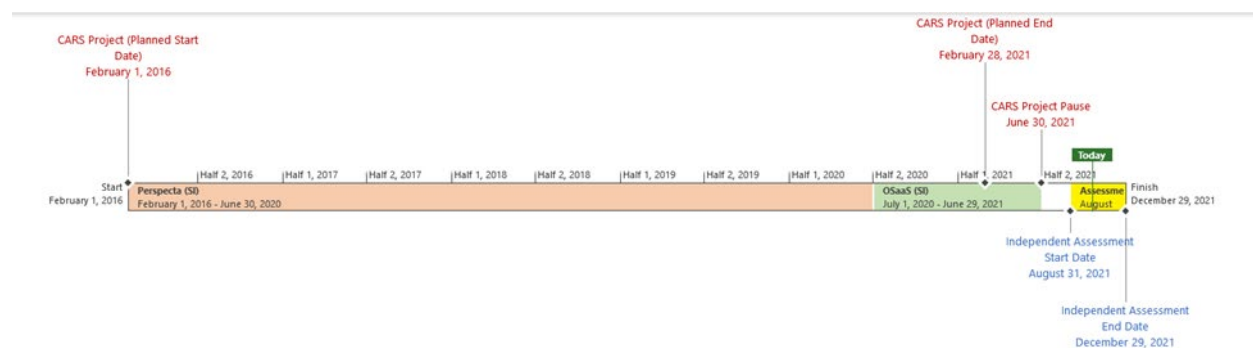 CARS Project (Planned Start
Date)
February 1, 2016
CARS Project (Planned End
Date)
February 28, 2021
CARS Project Pause
June 30, 2021
Today
Half 2, 2016
Half 1, 2017
Half 2, 2017
Half 1, 2018
Half 2, 2018
Half 1, 2019
Half 2, 2019
Half 1, 2020
Half 2, 2020
Half 1, 2021
Half 2, 2021
Start
February 1, 2016
Perspecta (SI)
February 1, 2016 - June 30, 2020
OSaaS (SI)
July 1, 2020 - June 29, 2021
Assessme
August
Finish
December 29, 2021
Independent Assessment
Start Date
August 31, 2021
Independent Assessment
End Date
December 29, 2021